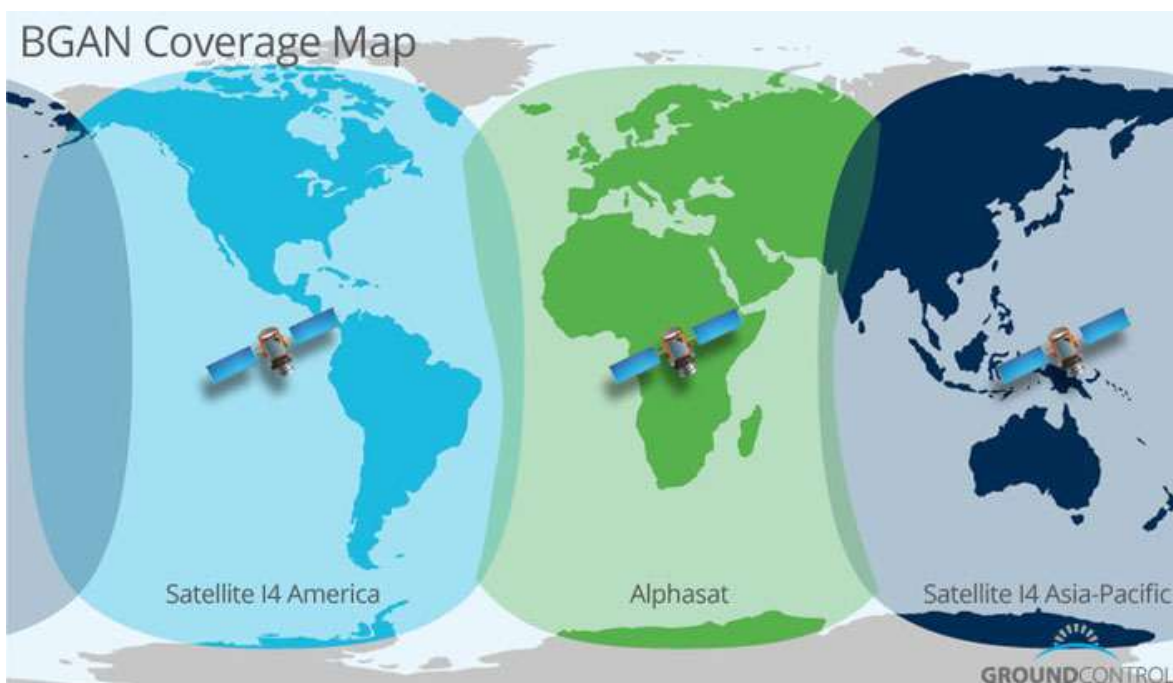 BGAN Coverage Map
Satellite I4 America
Alphasat
Satellite I4 Asia-Pacific
GROUNDCONTROL